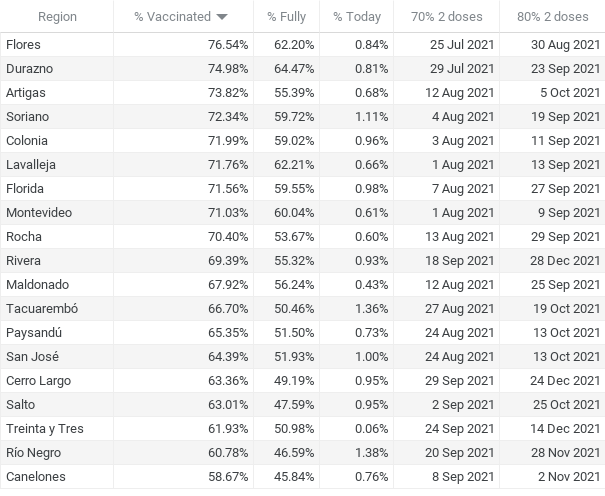 Region % Vaccinated % Fully % Today 70% 2 doses 80% 2 doses
Flores 76.54% 62.20% 0.84% 25 Jul 2021 30 Aug 2021
Durazno 74.98% 64.47% 0.81% 29 Jul 2021 23 Sep 2021
Artigas 73.82% 55.39% 0.68% 12 Aug 2021 5 Oct 2021
Soriano 72.34% 59.72% 1.11% 4 Aug 2021 19 Sep 2021
Colonia 71.99% 59.02% 0.96% 3 Aug 2021 11 Sep 2021
Lavalleja 71.76% 62.21% 0.66% 1 Aug 2021 13 Sep 2021
Florida 71.56% 59.55% 0.98% 7 Aug 2021 27 Sep 2021
Montevideo 71.03% 60.04% 0.61% 1 Aug 2021 9 Sep 2021
Rocha 70.40% 53.67% 0.60% 13 Aug 2021 29 Sep 2021
Rivera 69.39% 55.32% 0.93% 18 Sep 2021 28 Dec 2021
Maldonado 67.92% 56.24% 0.43% 12 Aug 2021 25 Sep 2021
Tacuarembó 66.70% 50.46% 1.36% 27 Aug 2021 19 Oct 2021
Paysandú 65.35% 51.50% 0.73% 24 Aug 2021 13 Oct 2021
San José 64.39% 51.93% 1.00% 24 Aug 2021 13 Oct 2021
Cerro Largo 63.36% 49.19% 0.95% 29 Sep 2021 24 Dec 2021
Salto 63.01% 47.59% 0.95% 2 Sep 2021 25 Oct 2021
Treinta y Tres 61.93% 50.98% 0.06% 24 Sep 2021 14 Dec 2021
Río Negro 60.78% 46.59% 1.38% 20 Sep 2021 28 Nov 2021
Canelones 58.67% 45.84% 0.76% 8 Sep 2021 2 Nov 2021